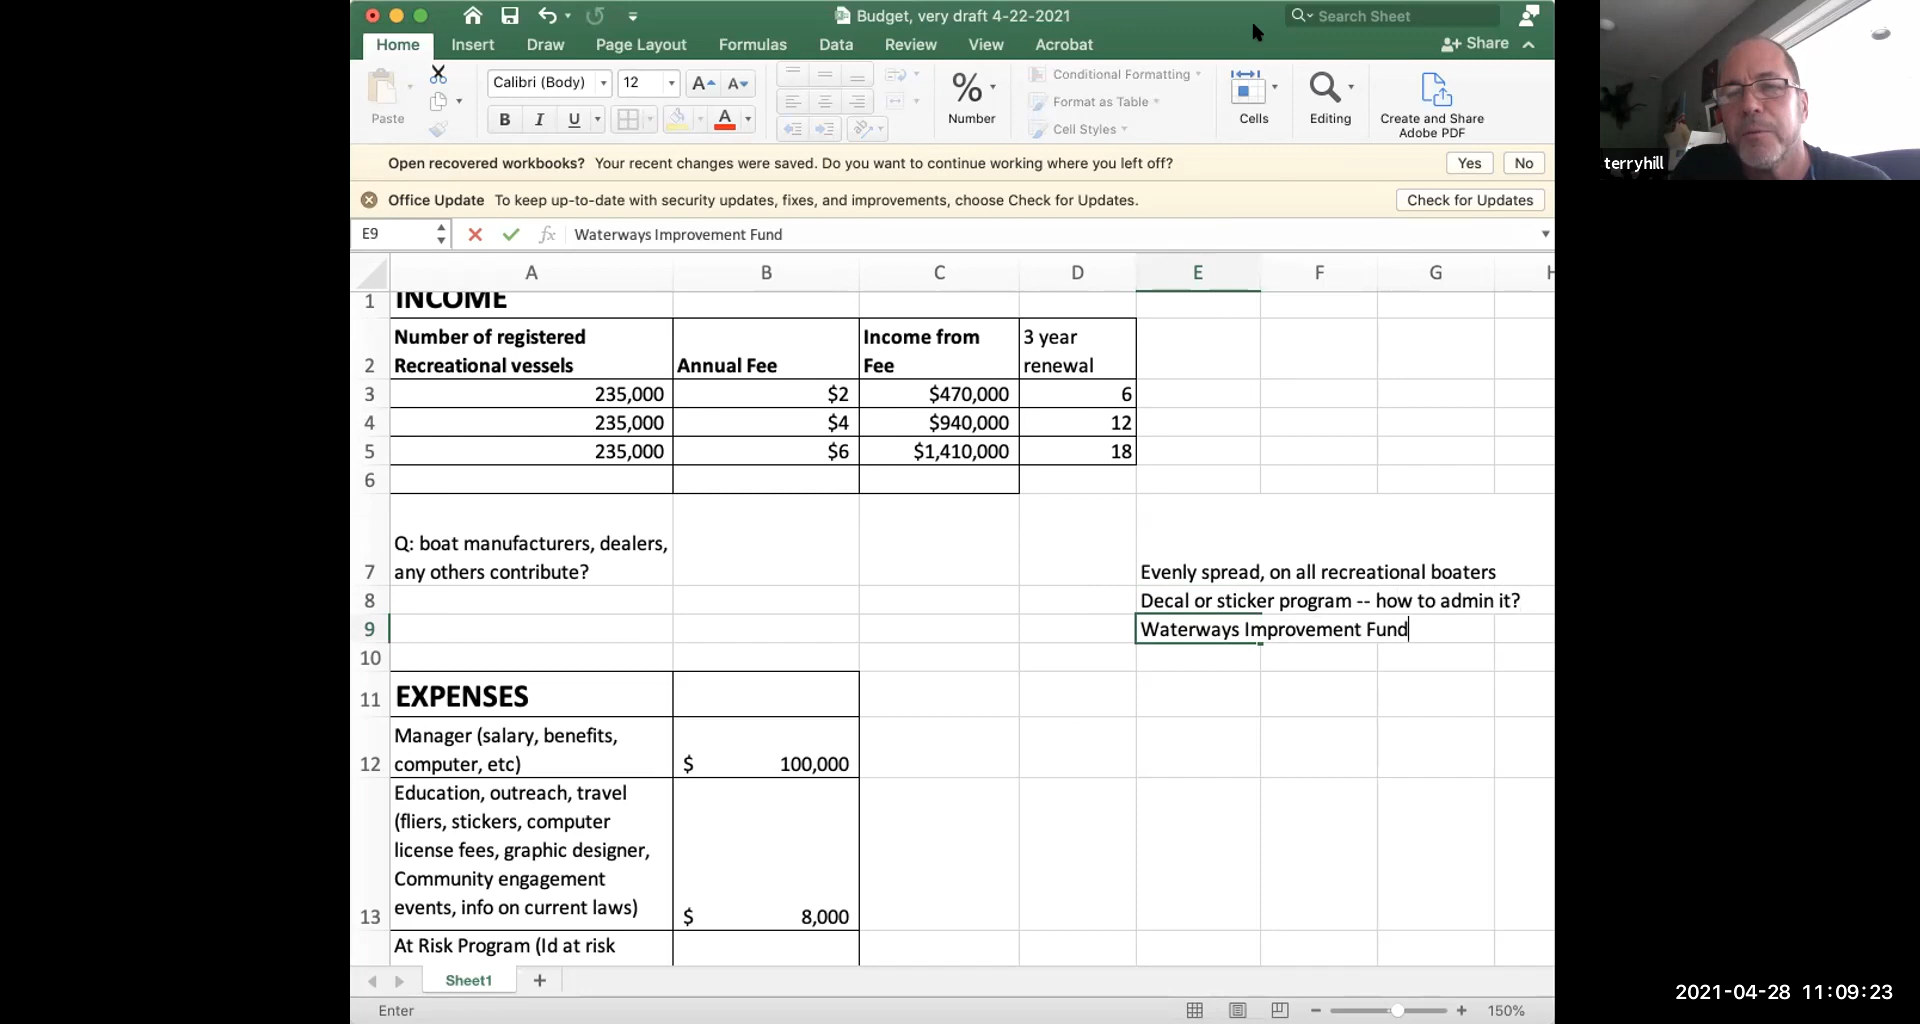 Budget, very draft 4-22-2021
Search Sheet
Home Insert Draw Page Layout Formulas Data Review View Acrobat
Share
Paste
Calibri (Body) 12
B I U
Number
Conditional Formatting
Format as Table
Cell Styles
Cells
Editing
Create and Share
Adobe PDF
Open recovered workbooks? Your recent changes were saved. Do you want to continue working where you left off?
Yes No
Office Update To keep up-to-date with security updates, fixes, and improvements, choose Check for Updates.
Check for Updates
E9 fx Waterways Improvement Fund
A B C D E F G H
1 INCOME
Number of registered Income from 3 year
2 Recreational vessels Annual Fee Fee renewal
3 235,000 $2 $470,000 6
4 235,000 $4 $940,000 12
5 235,000 $6 $1,410,000 18
6
Q: boat manufacturers, dealers,
7 any others contribute? Evenly spread, on all recreational boaters
8 Decal or sticker program -- how to admin it?
9 Waterways Improvement Fund
10
11 EXPENSES
Manager (salary, benefits,
12 computer, etc) $ 100,000
Education, outreach, travel
(fliers, stickers, computer
license fees, graphic designer,
Community engagement
13 events, info on current laws) $ 8,000
At Risk Program (Id at risk
Sheet1
Enter
150%
terryhill
2021-04-28 11:09:23